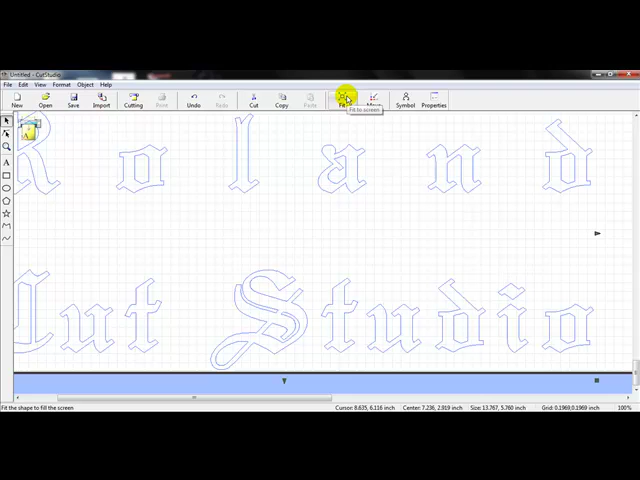 Untitled - CutStudio
File Edit View Format Object Help
New Open Save Import Cutting Print Undo Redo Cut Copy Paste Fit Move Symbol Properties
Fit to screen
Roland
Cut Studio
Fit the shape to fill the screen Cursor: 8.635, 6.116 inch Center: 7.236, 2.919 inch Size: 13.767, 5.760 inch Grid: 0.1969,0.1969 inch 100%